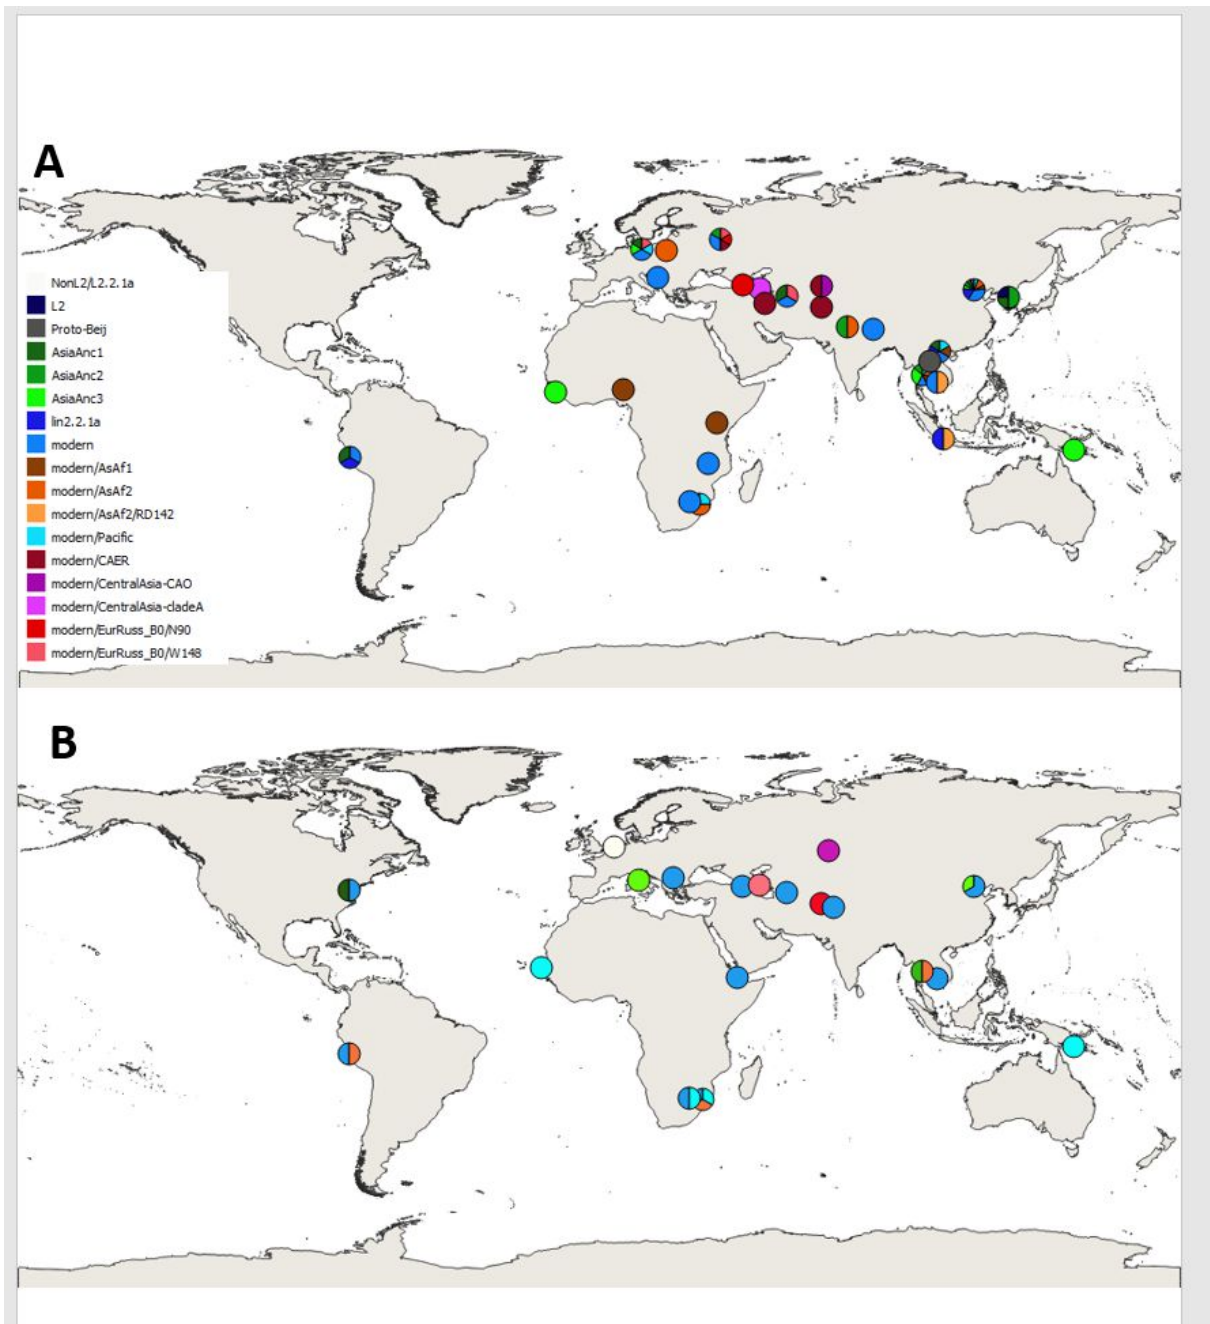 A
NonL2/L2.2.1a
L2
Proto-Beij
AsiaAnc1
AsiaAnc2
AsiaAnc3
lin2.2.1a
modern
modern/AsAf1
modern/AsAf2
modern/AsAf2/RD142
modern/Pacific
modern/CAER
modern/CentralAsia-CAO
modern/CentralAsia-cladeA
modern/EurRuss_B0/N90
modern/EurRuss_B0/W148
B